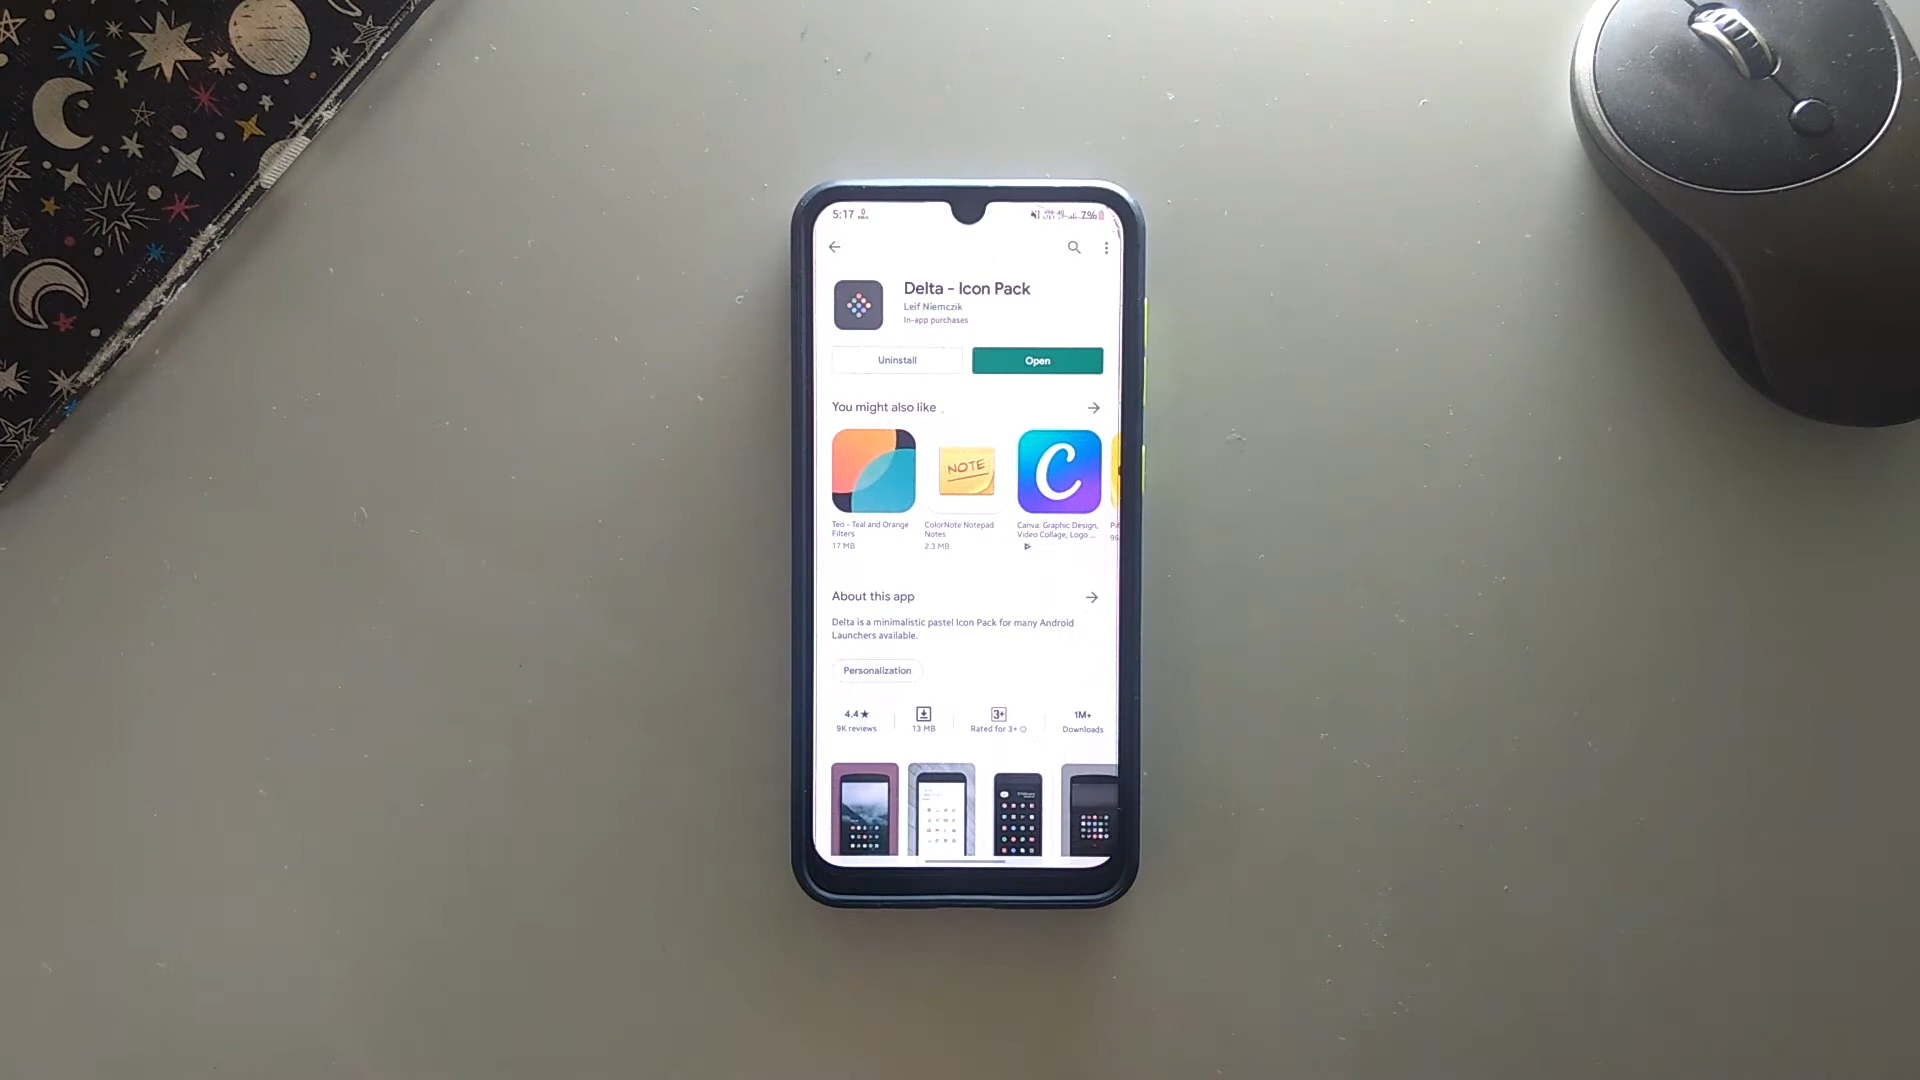 5:17
7%
Delta - Icon Pack
Leif Niemczik
In-app purchases
Uninstall
Open
You might also like
NOTE
C
Teo - Teal and Orange
Filters
17 MB
ColorNote Notepad
Notes
2.3 MB
Canva: Graphic Design,
Video Collage, Logo ...
About this app
Delta is a minimalistic pastel Icon Pack for many Android
Launchers available.
Personalization
4.4★
9K reviews
13 MB
3+
Rated for 3+
1M+
Downloads